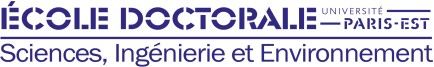 ÉCOLE DOCTORALE UNIVERSITÉ PARIS-EST
Sciences, Ingénierie et Environnement